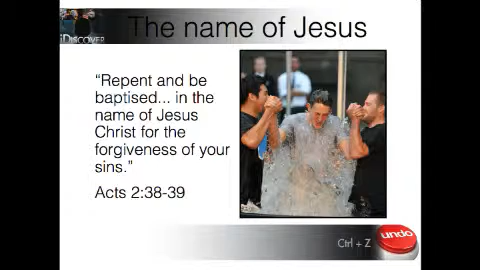 The name of Jesus
iDiscover
“Repent and be
baptised... in the
name of Jesus
Christ for the
forgiveness of your
sins.”
Acts 2:38-39
Ctrl + Z
undo